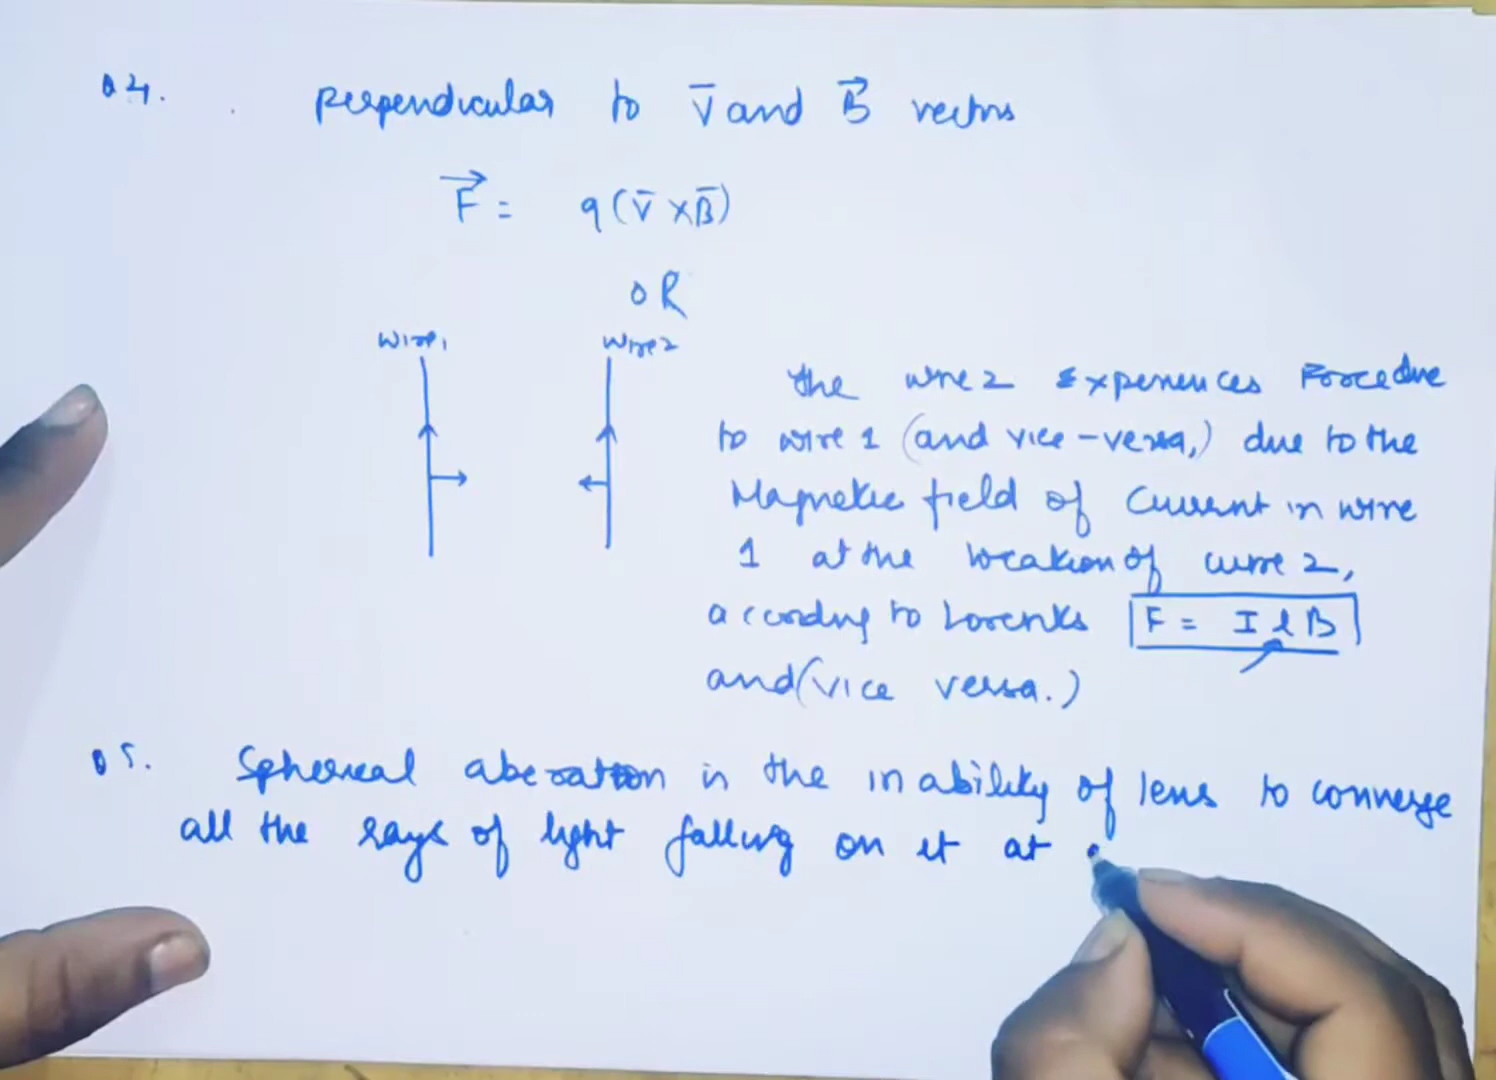 Q4. perpendicular to V̅ and B⃗ vectors
F⃗ = q(V̅ × B̅)
OR
wire1 wire2
the wire 2 Experiences Force due
to wire 1 (and vice-versa,) due to the
Magnetic field of Current in wire
1 at the location of wire 2,
according to Lorentks F = I l B
and (vice versa.)
Q5. Spherical aberation is the inability of lens to converge
all the rays of light falling on it at